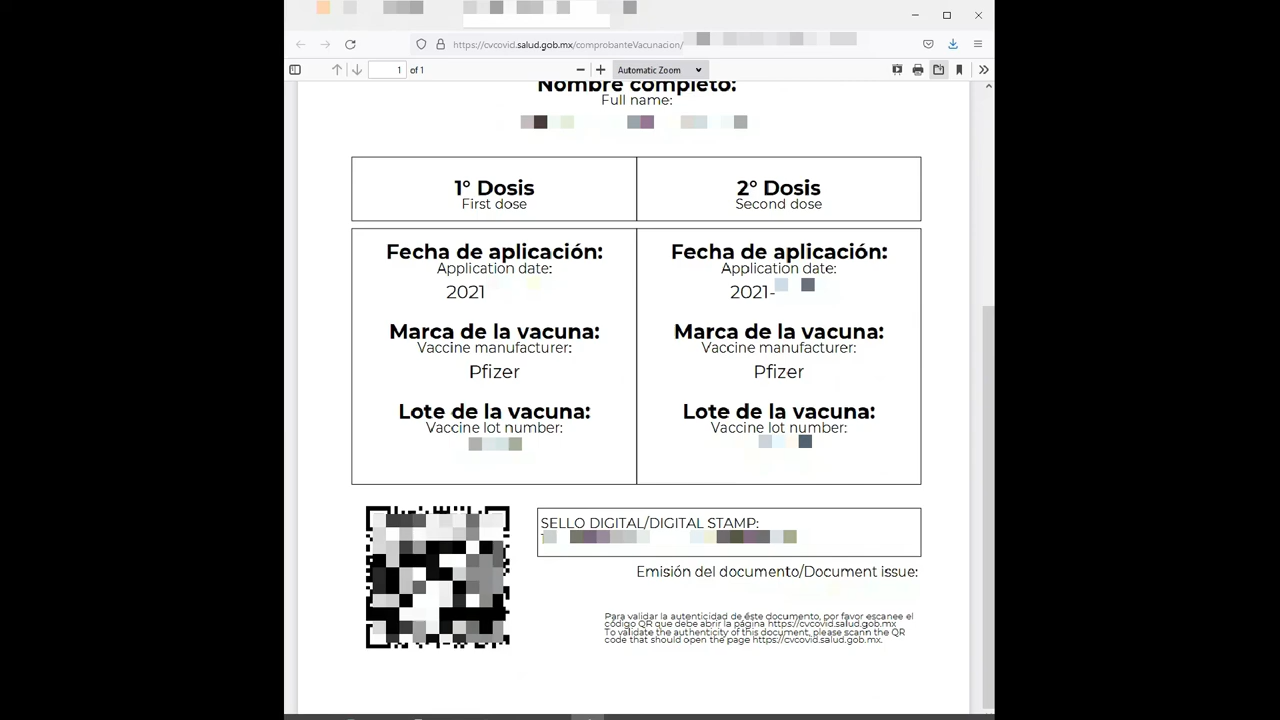 https://cvcovid.salud.gob.mx/comprobanteVacunacion/
1 of 1
Automatic Zoom
Nombre completo:
Full name:
1° Dosis
First dose
2° Dosis
Second dose
Fecha de aplicación:
Application date:
2021
Marca de la vacuna:
Vaccine manufacturer:
Pfizer
Lote de la vacuna:
Vaccine lot number:
Fecha de aplicación:
Application date:
2021-
Marca de la vacuna:
Vaccine manufacturer:
Pfizer
Lote de la vacuna:
Vaccine lot number:
SELLO DIGITAL/DIGITAL STAMP:
Emisión del documento/Document issue:
Para validar la autenticidad de éste documento, por favor escanee el
código QR que debe abrir la página https://cvcovid.salud.gob.mx
To validate the authenticity of this document, please scann the QR
code that should open the page https://cvcovid.salud.gob.mx.